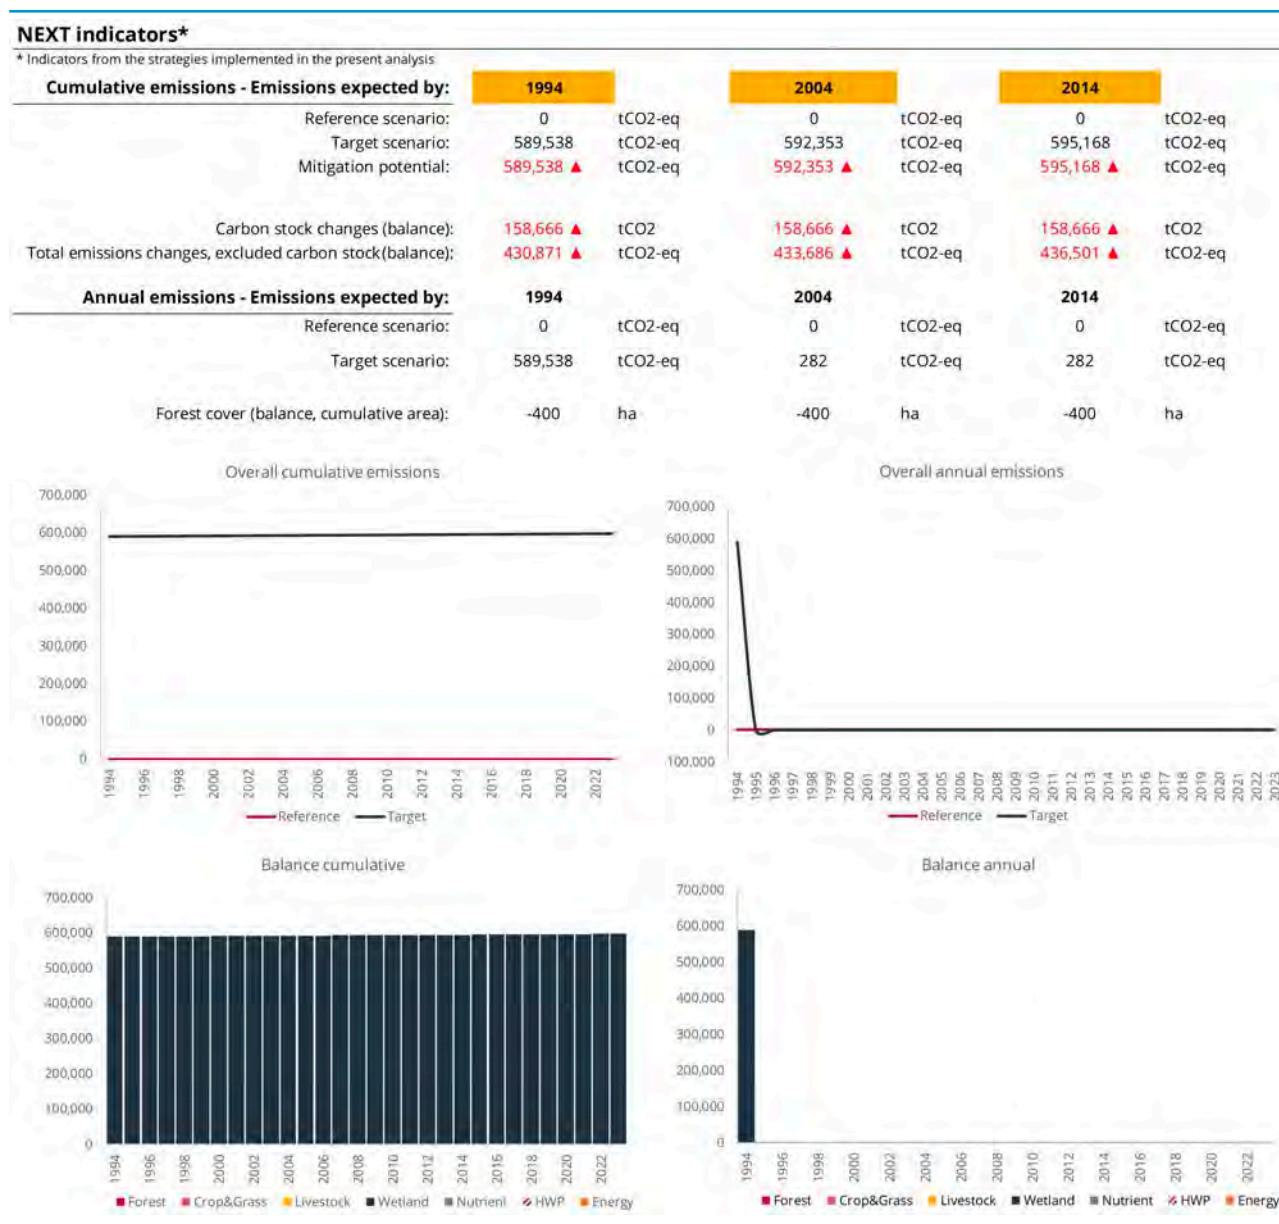 NEXT indicators*
* Indicators from the strategies implemented in the present analysis
Cumulative emissions - Emissions expected by: 1994 2004 2014
Reference scenario: 0 tCO2-eq 0 tCO2-eq 0 tCO2-eq
Target scenario: 589,538 tCO2-eq 592,353 tCO2-eq 595,168 tCO2-eq
Mitigation potential: 589,538 ▲ tCO2-eq 592,353 ▲ tCO2-eq 595,168 ▲ tCO2-eq
Carbon stock changes (balance): 158,666 ▲ tCO2 158,666 ▲ tCO2 158,666 ▲ tCO2
Total emissions changes, excluded carbon stock(balance): 430,871 ▲ tCO2-eq 433,686 ▲ tCO2-eq 436,501 ▲ tCO2-eq
Annual emissions - Emissions expected by: 1994 2004 2014
Reference scenario: 0 tCO2-eq 0 tCO2-eq 0 tCO2-eq
Target scenario: 589,538 tCO2-eq 282 tCO2-eq 282 tCO2-eq
Forest cover (balance, cumulative area): -400 ha -400 ha -400 ha
Overall cumulative emissions
700,000
600,000
500,000
400,000
300,000
200,000
100,000
0
1994 1996 1998 2000 2002 2004 2006 2008 2010 2012 2014 2016 2018 2020 2022
Reference Target
Overall annual emissions
700,000
600,000
500,000
400,000
300,000
200,000
100,000
0
100,000
1994 1995 1996 1997 1998 1999 2000 2001 2002 2003 2004 2005 2006 2007 2008 2009 2010 2011 2012 2013 2014 2015 2016 2017 2018 2019 2020 2021 2022 2023
Reference Target
Balance cumulative
700,000
600,000
500,000
400,000
300,000
200,000
100,000
0
1994 1996 1998 2000 2002 2004 2006 2008 2010 2012 2014 2016 2018 2020 2022
Forest Crop&Grass Livestock Wetland Nutrient HWP Energy
Balance annual
700,000
600,000
500,000
400,000
300,000
200,000
100,000
0
1994 1996 1998 2000 2002 2004 2006 2008 2010 2012 2014 2016 2018 2020 2022
Forest Crop&Grass Livestock Wetland Nutrient HWP Energy